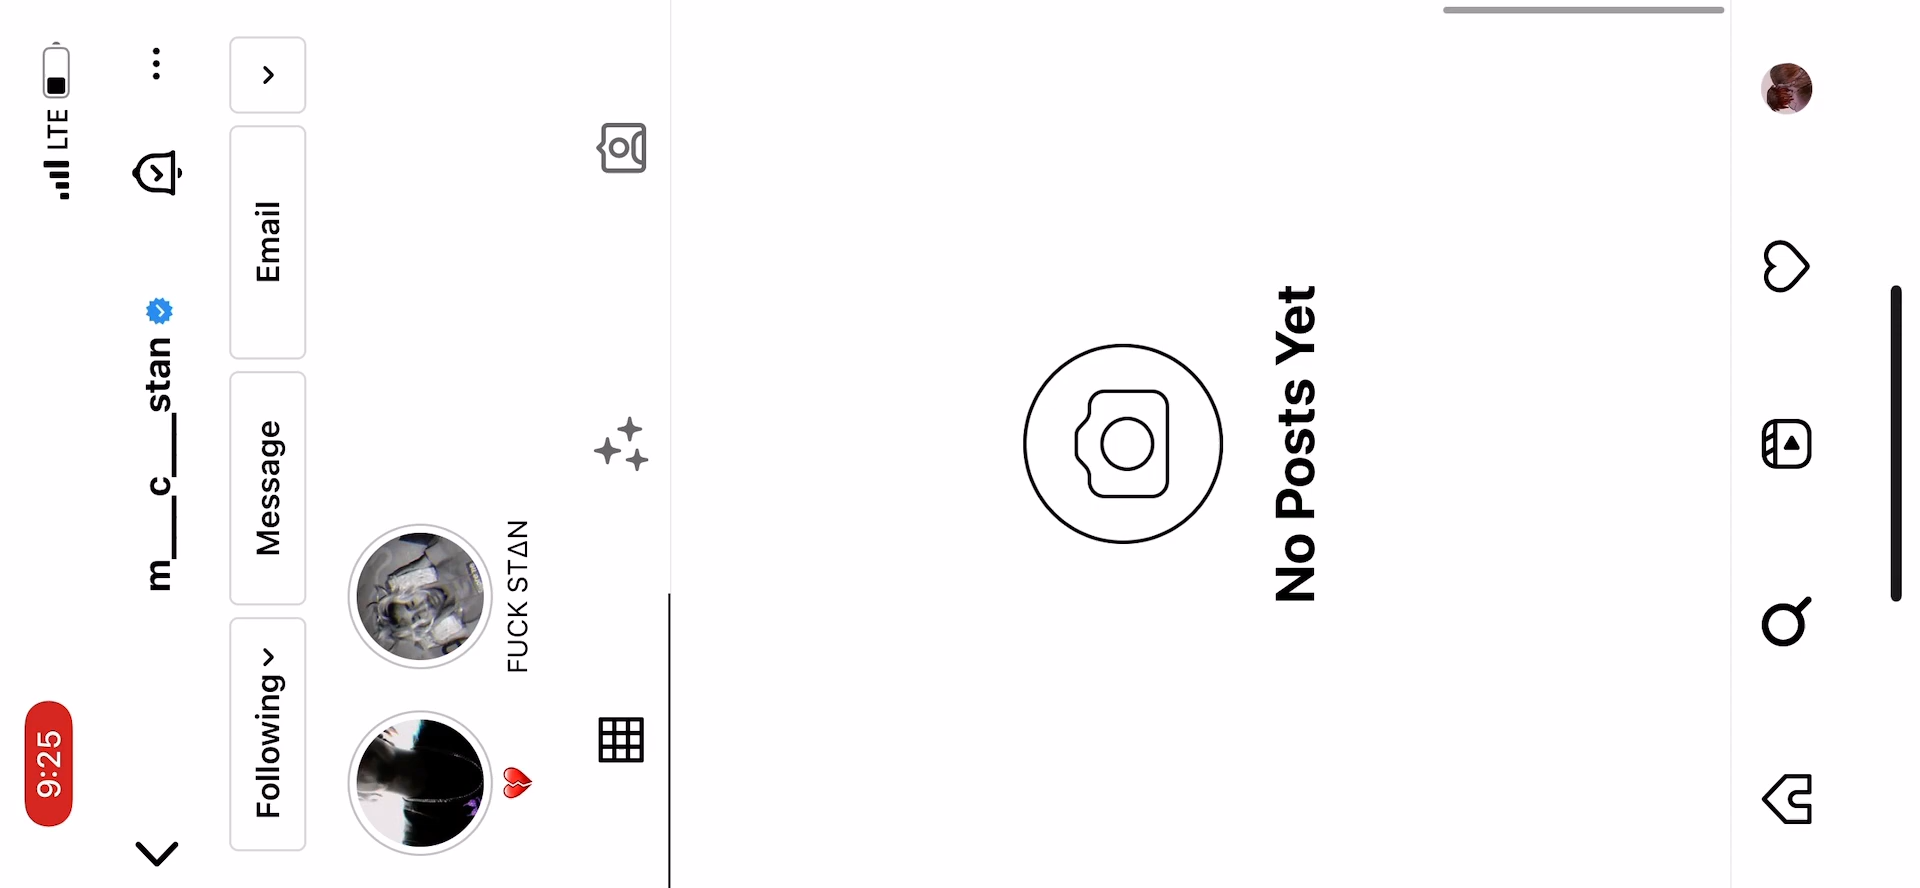 9:25
LTE
m___c___stan
Following
Message
Email
💔
FUCK STΔN
No Posts Yet